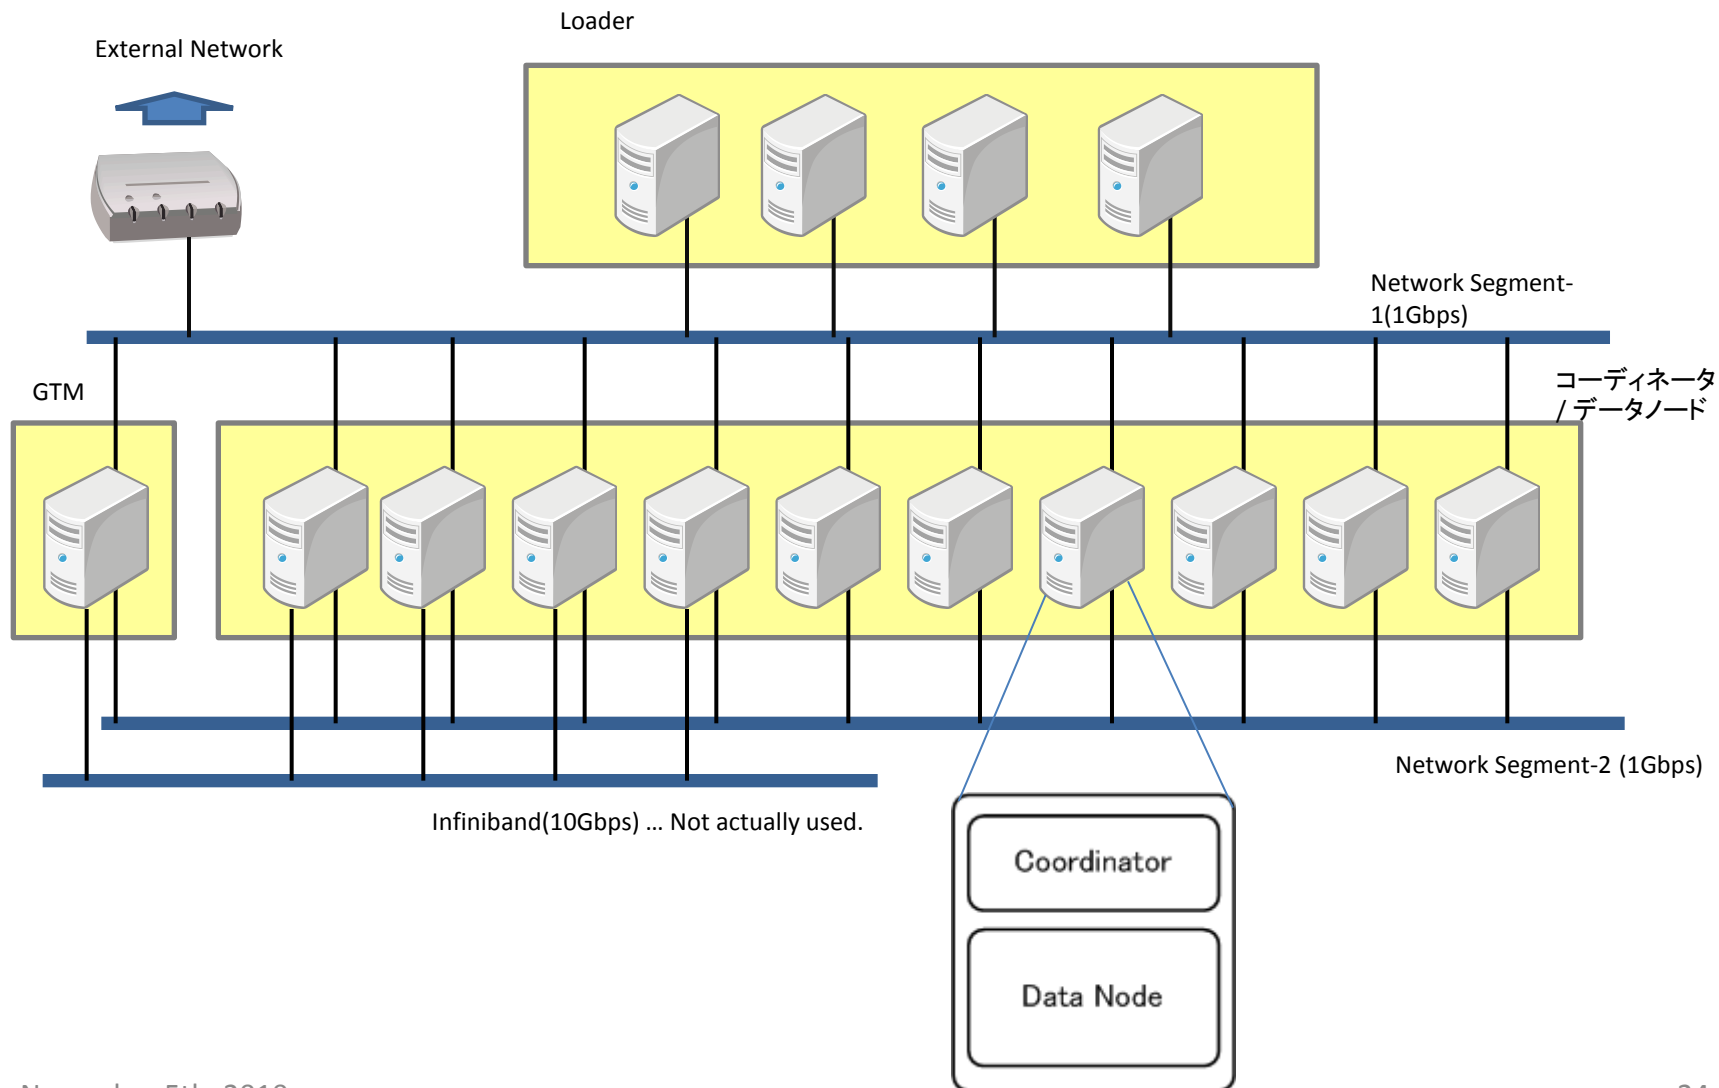 Loader
External Network
Network Segment-
1(1Gbps)
GTM
コーディネータ
/ データノード
Network Segment-2 (1Gbps)
Infiniband(10Gbps) ... Not actually used.
Coordinator
Data Node